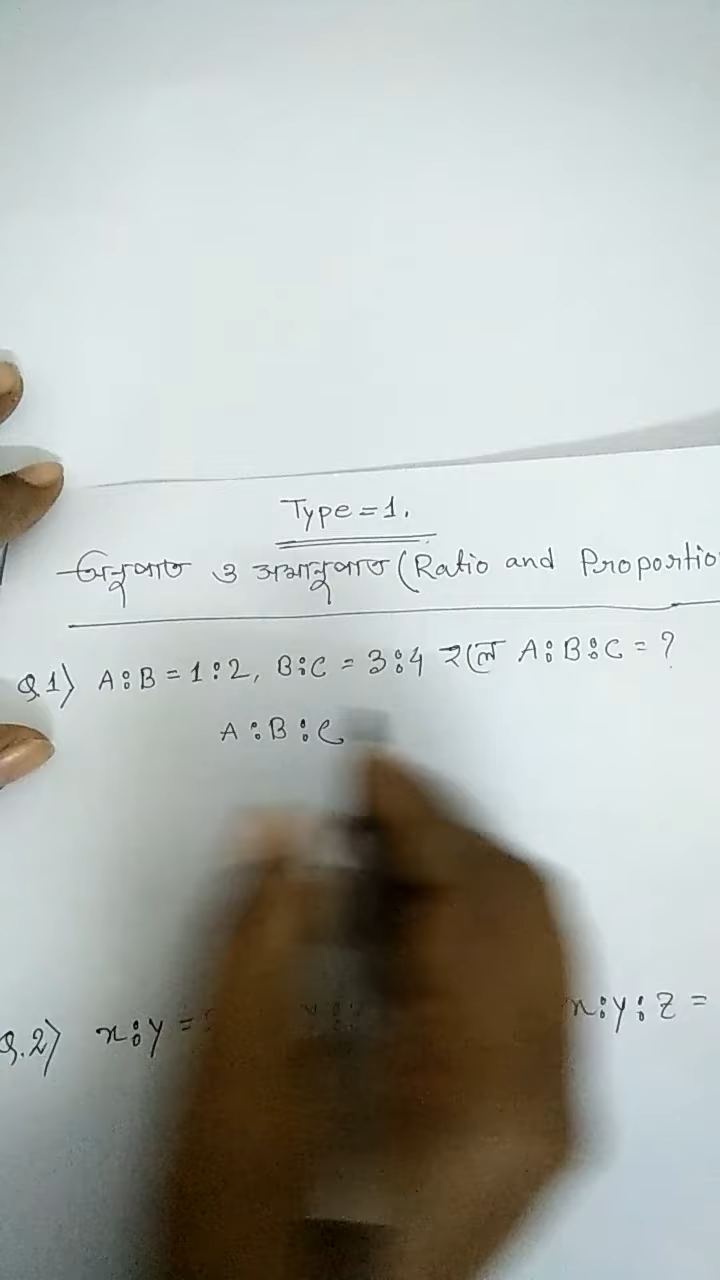 Type = 1.
অনুপাত ও সমানুপাত (Ratio and Proportio
Q.1) A:B = 1:2, B:C = 3:4 হলে A:B:C = ?
A:B:C
Q.2) x:y = x:y:z =